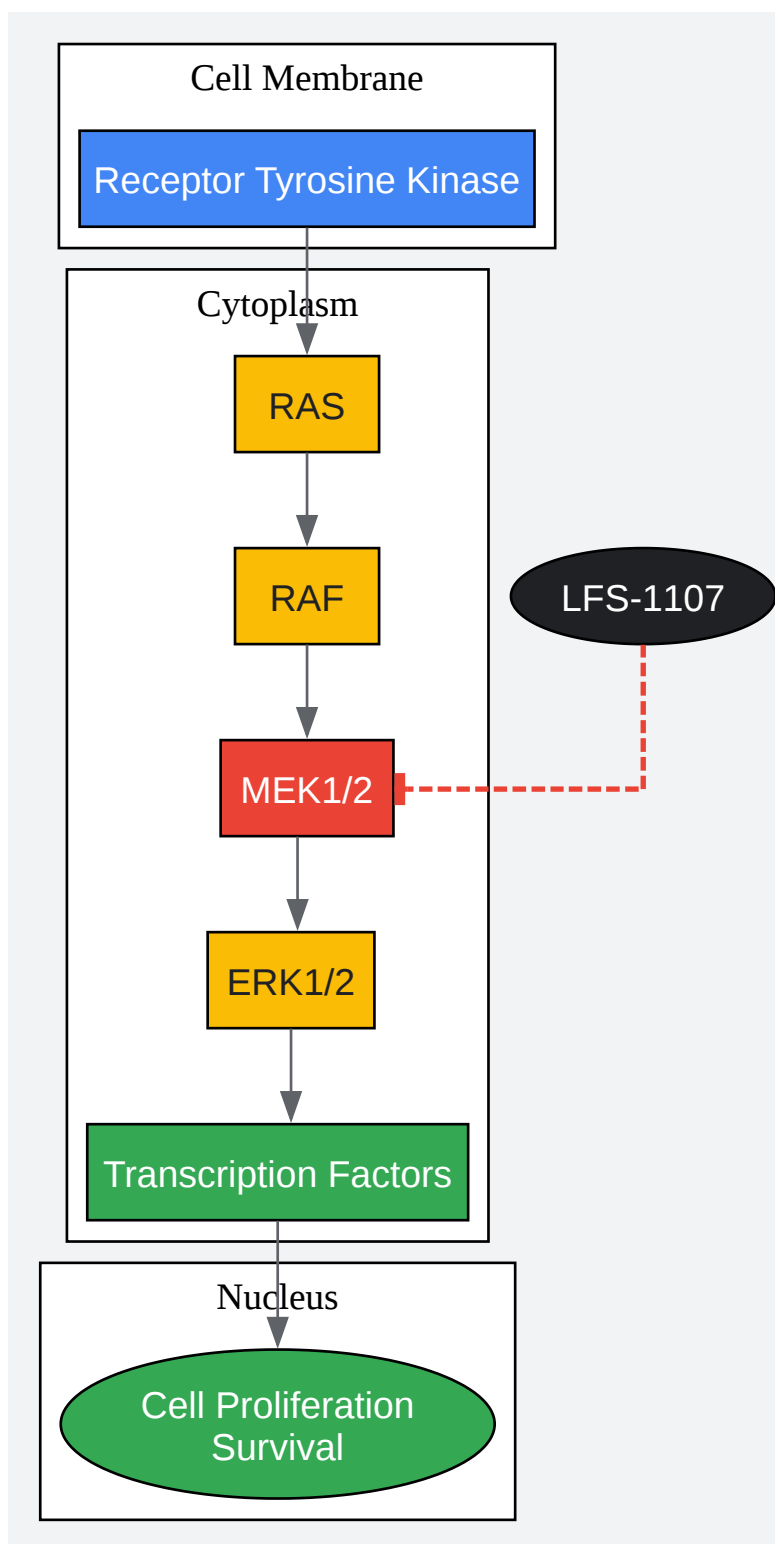 Cell Membrane
Receptor Tyrosine Kinase
Cytoplasm
RAS
RAF
LFS-1107
MEK1/2
ERK1/2
Transcription Factors
Nucleus
Cell Proliferation
Survival